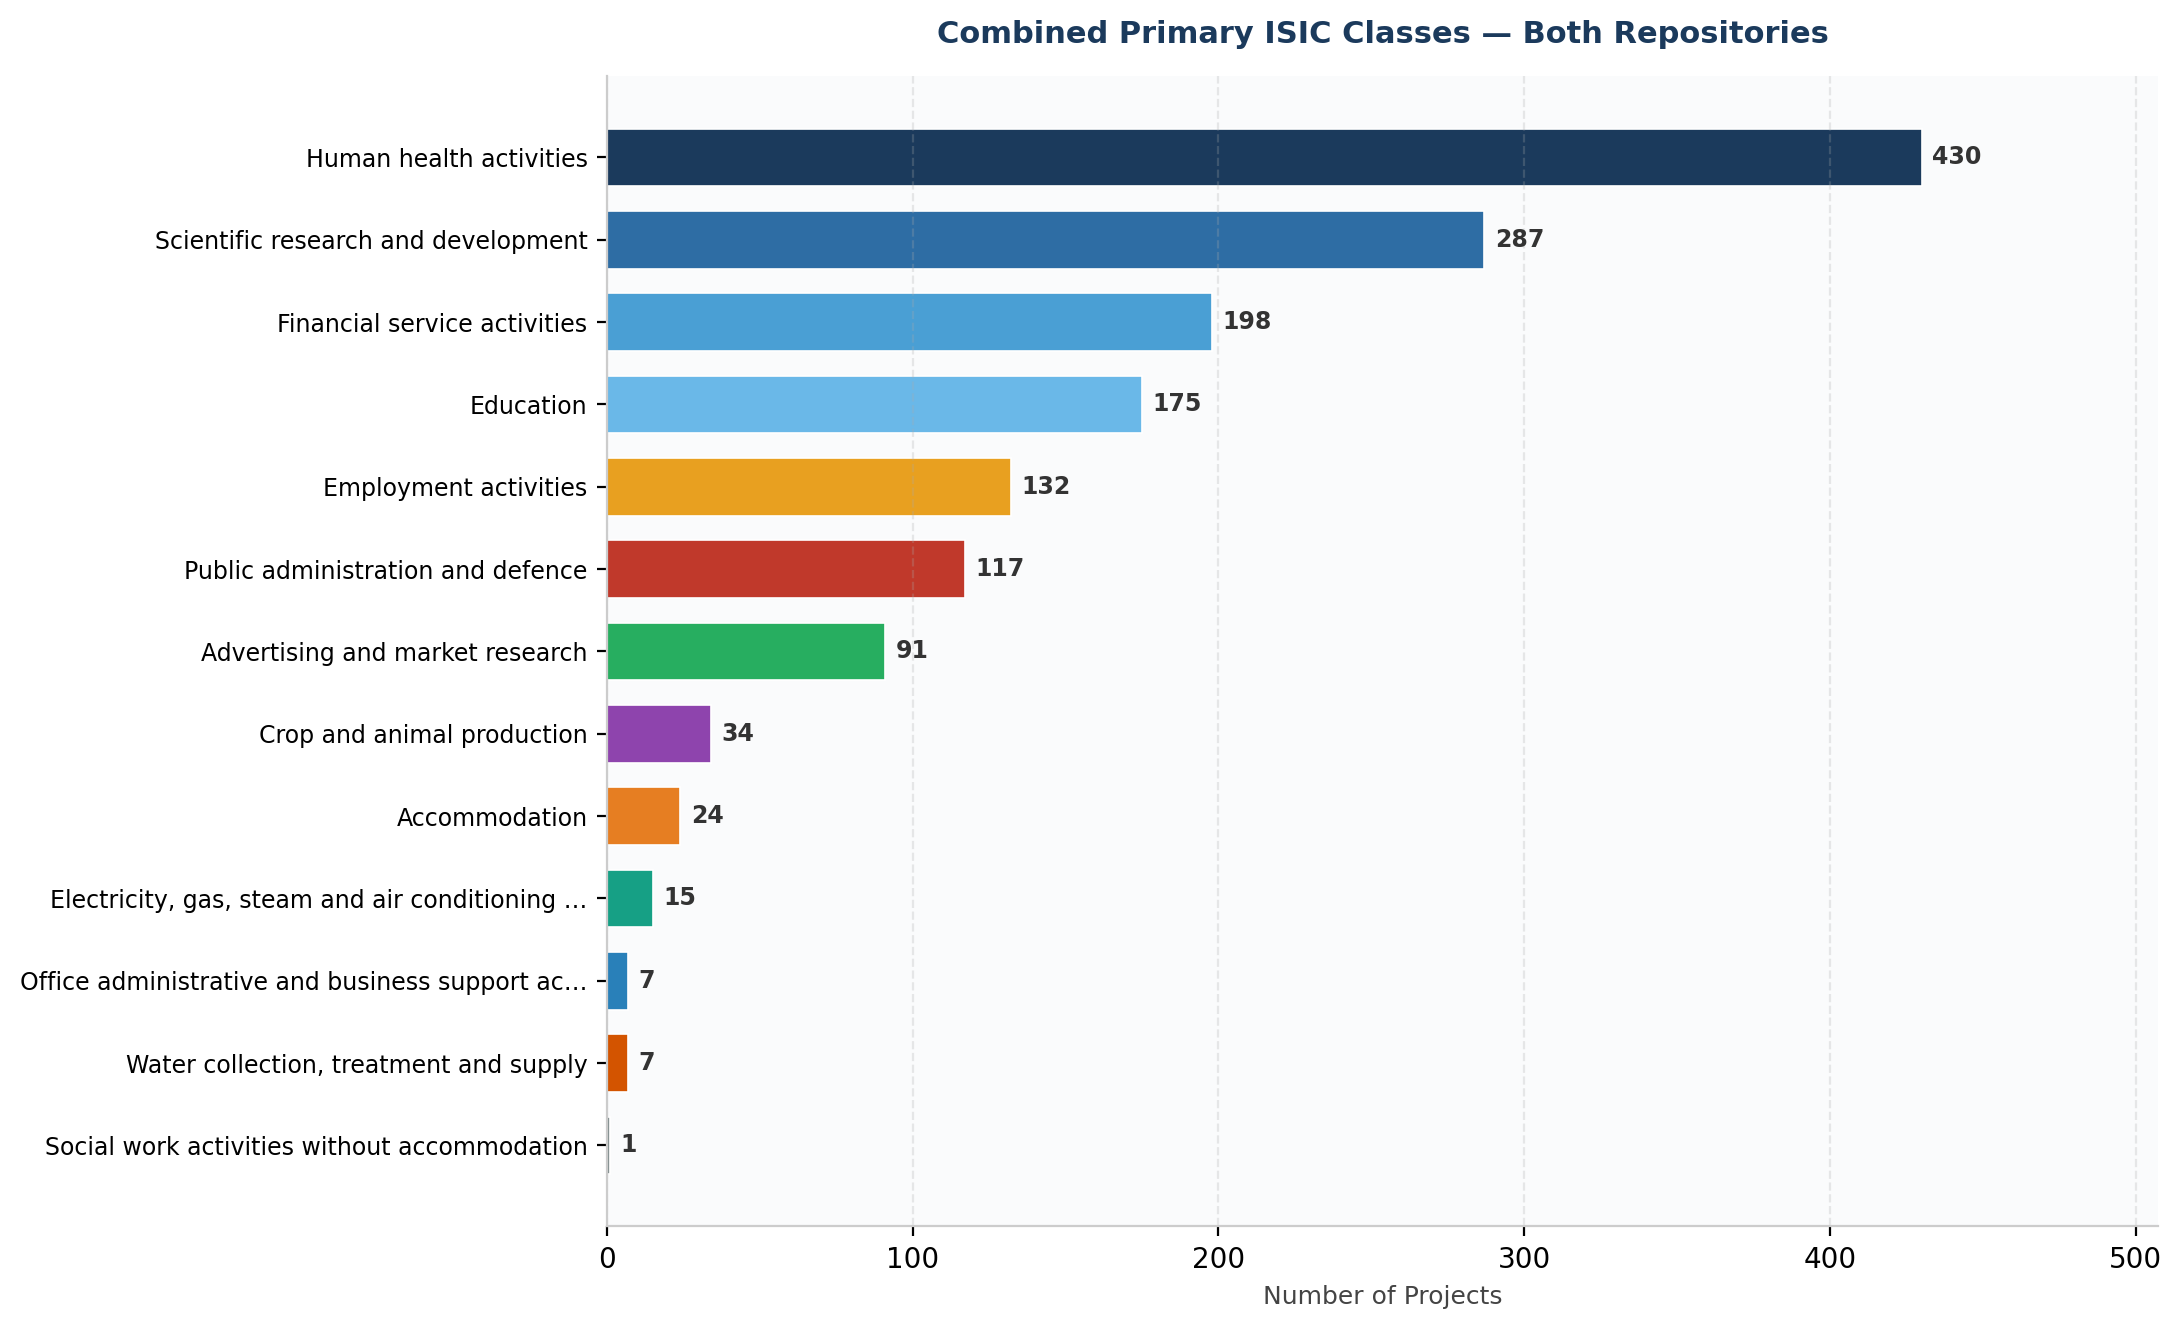 Combined Primary ISIC Classes — Both Repositories
Human health activities 430
Scientific research and development 287
Financial service activities 198
Education 175
Employment activities 132
Public administration and defence 117
Advertising and market research 91
Crop and animal production 34
Accommodation 24
Electricity, gas, steam and air conditioning ... 15
Office administrative and business support ac... 7
Water collection, treatment and supply 7
Social work activities without accommodation 1
0 100 200 300 400 500
Number of Projects